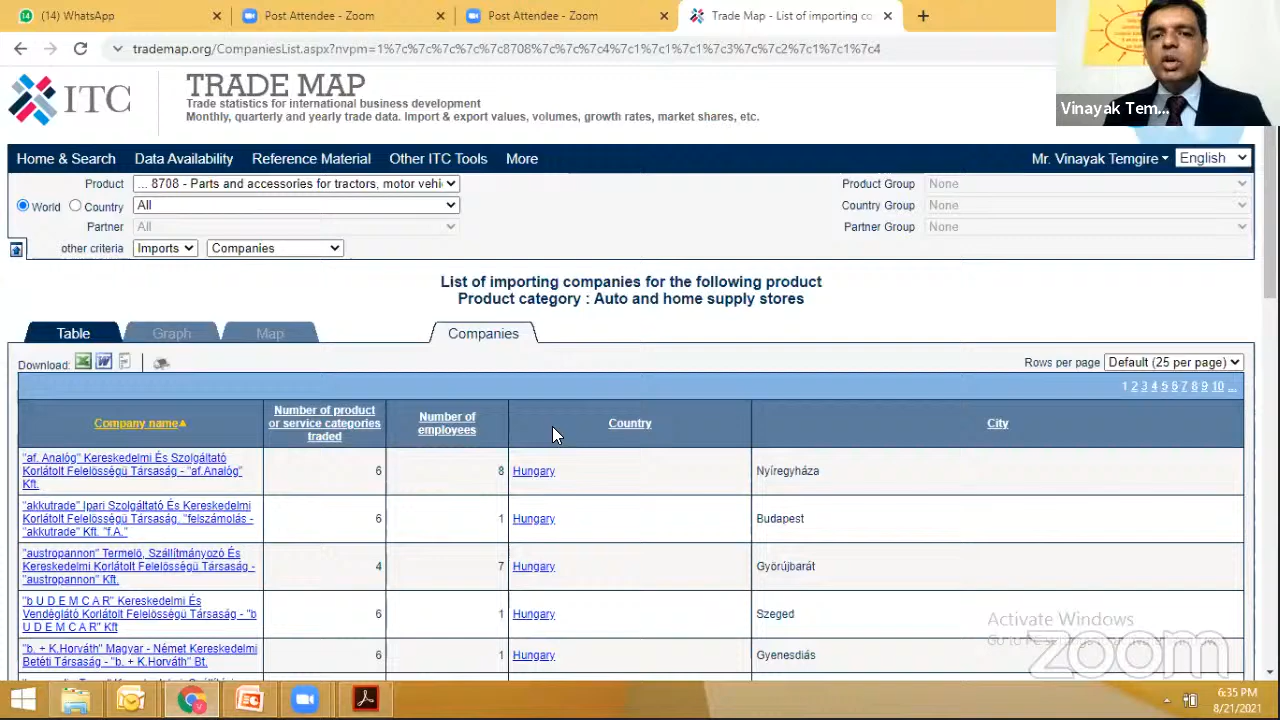 (14) WhatsApp
Post Attendee - Zoom
Post Attendee - Zoom
Trade Map - List of importing co
trademap.org/CompaniesList.aspx?nvpm=1%7c%7c%7c%7c8708%7c%7c%7c4%7c1%7c1%7c1%7c3%7c%7c2%7c1%7c1%7c4
ITC
TRADE MAP
Trade statistics for international business development
Monthly, quarterly and yearly trade data. Import & export values, volumes, growth rates, market shares, etc.
Vinayak Tem...
Home & Search Data Availability Reference Material Other ITC Tools More Mr. Vinayak Temgire English
Product ... 8708 - Parts and accessories for tractors, motor vehi Product Group None
World Country All Country Group None
Partner All Partner Group None
other criteria Imports Companies
List of importing companies for the following product
Product category : Auto and home supply stores
Table Graph Map Companies
Download: Rows per page Default (25 per page)
1 2 3 4 5 6 7 8 9 10 ...
Company name
Number of product
or service categories
traded
Number of
employees
Country
City
"af. Analóg" Kereskedelmi És Szolgáltató
Korlátolt Felelösségü Társaság - "af.Analóg"
Kft.
6
8
Hungary
Nyíregyháza
"akkutrade" Ipari Szolgáltató És Kereskedelmi
Korlátolt Felelösségü Társaság. "felszámolás -
"akkutrade" Kft. "f.A."
6
1
Hungary
Budapest
"austropannon" Termelö, Szállítmányozó És
Kereskedelmi Korlátolt Felelösségü Társaság -
"austropannon" Kft.
4
7
Hungary
Györújbarát
"b U D E M C A R" Kereskedelmi És
Vendéglátó Korlátolt Felelösségü Társaság - "b
U D E M C A R" Kft
6
1
Hungary
Szeged
"b. + K.Horváth" Magyar - Német Kereskedelmi
Betéti Társaság - "b. + K.Horváth" Bt.
6
1
Hungary
Gyenesdiás
Activate Windows
zoom
6:35 PM
8/21/2021